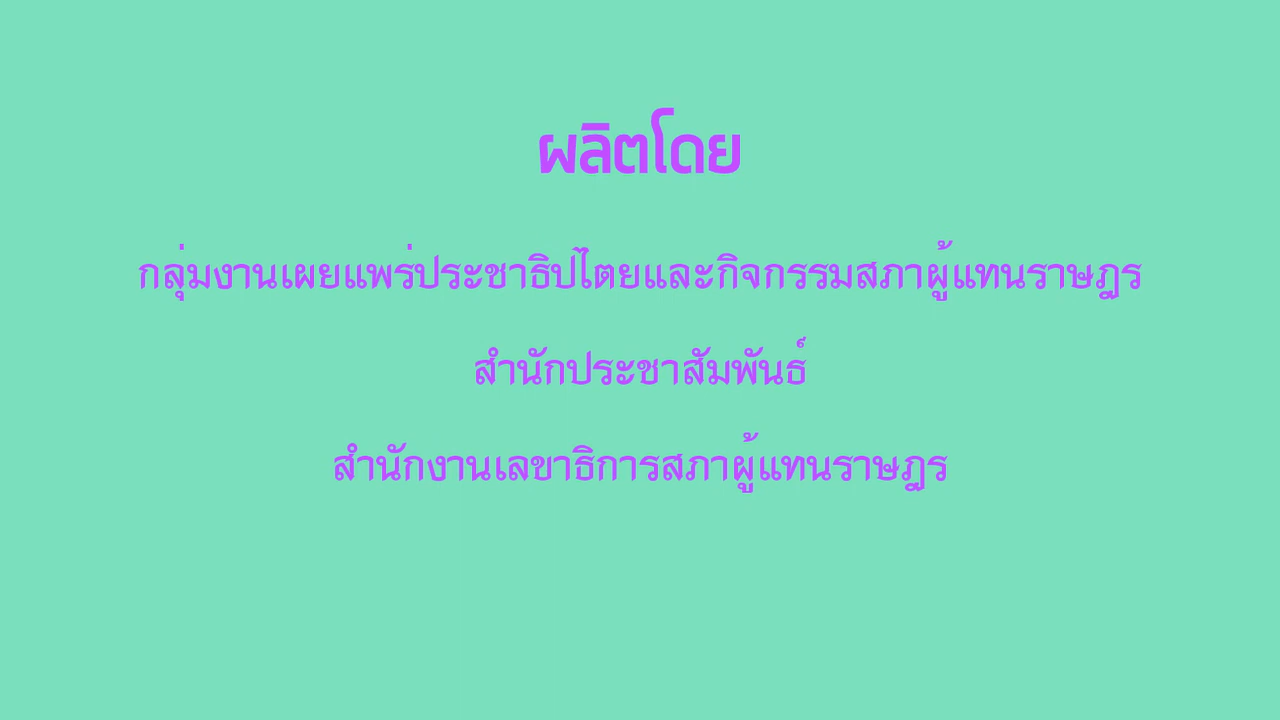 ผลิตโดย
กลุ่มงานเผยแพร่ประชาธิปไตยและกิจกรรมสภาผู้แทนราษฎร
สำนักประชาสัมพันธ์
สำนักงานเลขาธิการสภาผู้แทนราษฎร